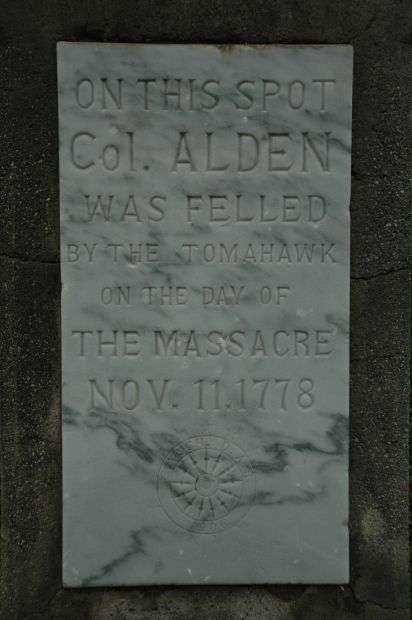 ON THIS SPOT
Col. ALDEN
WAS FELLED
BY THE TOMAHAWK
ON THE DAY OF
THE MASSACRE
NOV. 11.1778